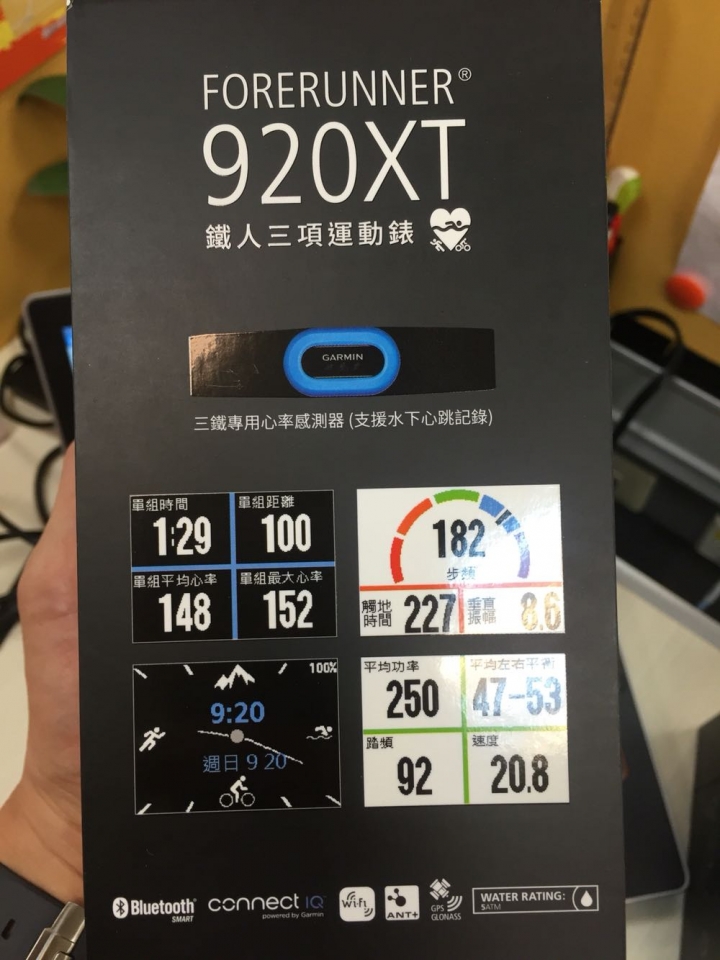 FORERUNNER®
920XT
鐵人三項運動錶
GARMIN
三鐵專用心率感測器 (支援水下心跳記錄)
單組時間 單組距離
1:29 100
單組平均心率 單組最大心率
148 152
182
步頻
觸地時間 227 垂直振幅 8.6
100%
9:20
週日 9 20
平均功率 平均左右平衡
250 47-53
踏頻 速度
92 20.8
Bluetooth®
SMART
connect IQ
powered by Garmin
Wi-Fi
ANT+
GPS
GLONASS
WATER RATING:
5ATM